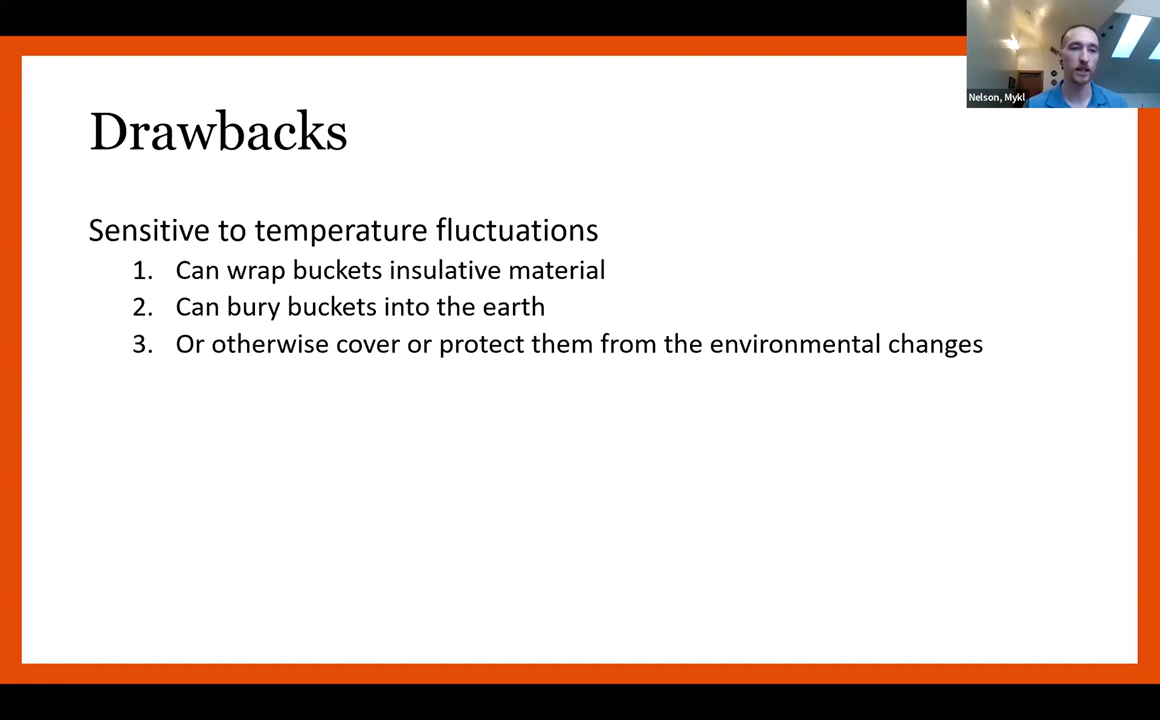 Nelson, Mykl
Drawbacks
Sensitive to temperature fluctuations
1. Can wrap buckets insulative material
2. Can bury buckets into the earth
3. Or otherwise cover or protect them from the environmental changes